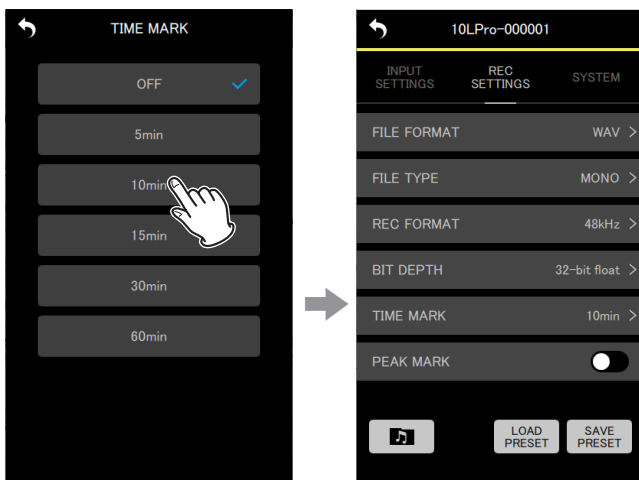 TIME MARK
OFF
5min
10min
15min
30min
60min
10LPro-000001
INPUT SETTINGS
REC SETTINGS
SYSTEM
FILE FORMAT WAV >
FILE TYPE MONO >
REC FORMAT 48kHz >
BIT DEPTH 32-bit float >
TIME MARK 10min >
PEAK MARK
LOAD PRESET
SAVE PRESET